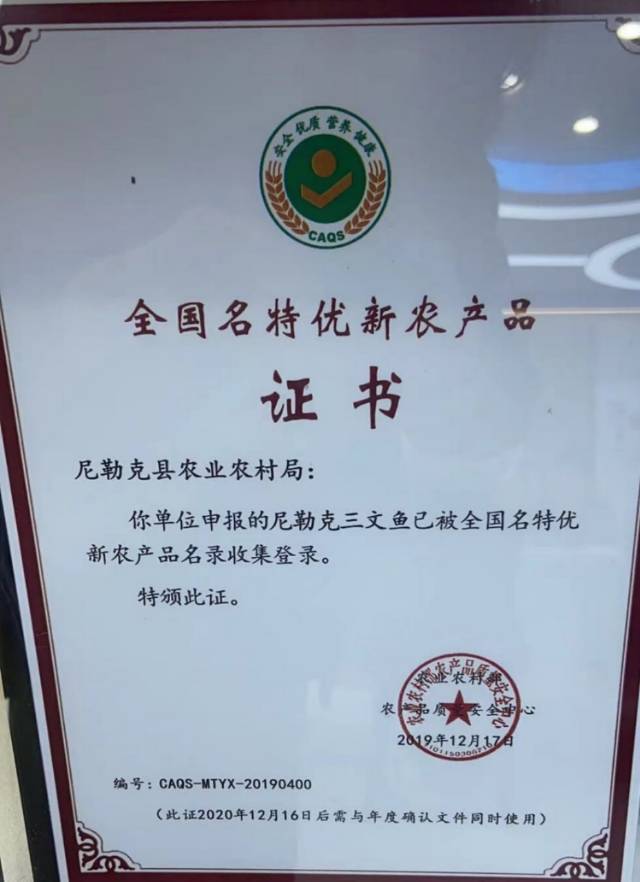 安全 优质 营养 健康
CAQS
全国名特优新农产品
证书
尼勒克县农业农村局：
你单位申报的尼勒克三文鱼已被全国名特优
新农产品名录收集登录。
特颁此证。
农业农村部
农产品质量安全中心
2019年12月17日
编号：CAQS-MTYX-20190400
（此证2020年12月16日后需与年度确认文件同时使用）